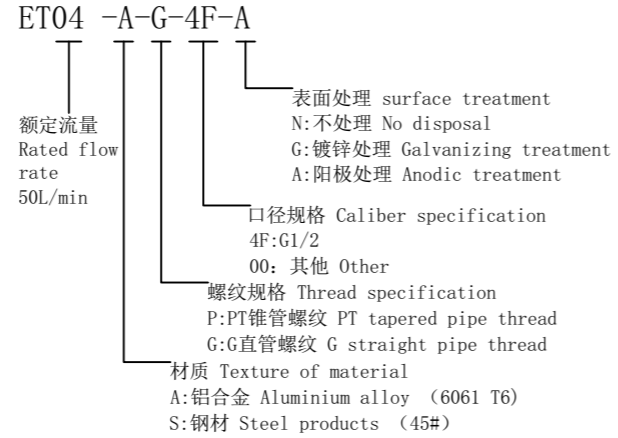 ET04 -A-G-4F-A
表面处理 surface treatment
N:不处理 No disposal
G:镀锌处理 Galvanizing treatment
A:阳极处理 Anodic treatment
额定流量
Rated flow
rate
50L/min
口径规格 Caliber specification
4F:G1/2
00: 其他 Other
螺纹规格 Thread specification
P:PT锥管螺纹 PT tapered pipe thread
G:G直管螺纹 G straight pipe thread
材质 Texture of material
A:铝合金 Aluminium alloy （6061 T6)
S:钢材 Steel products （45#）